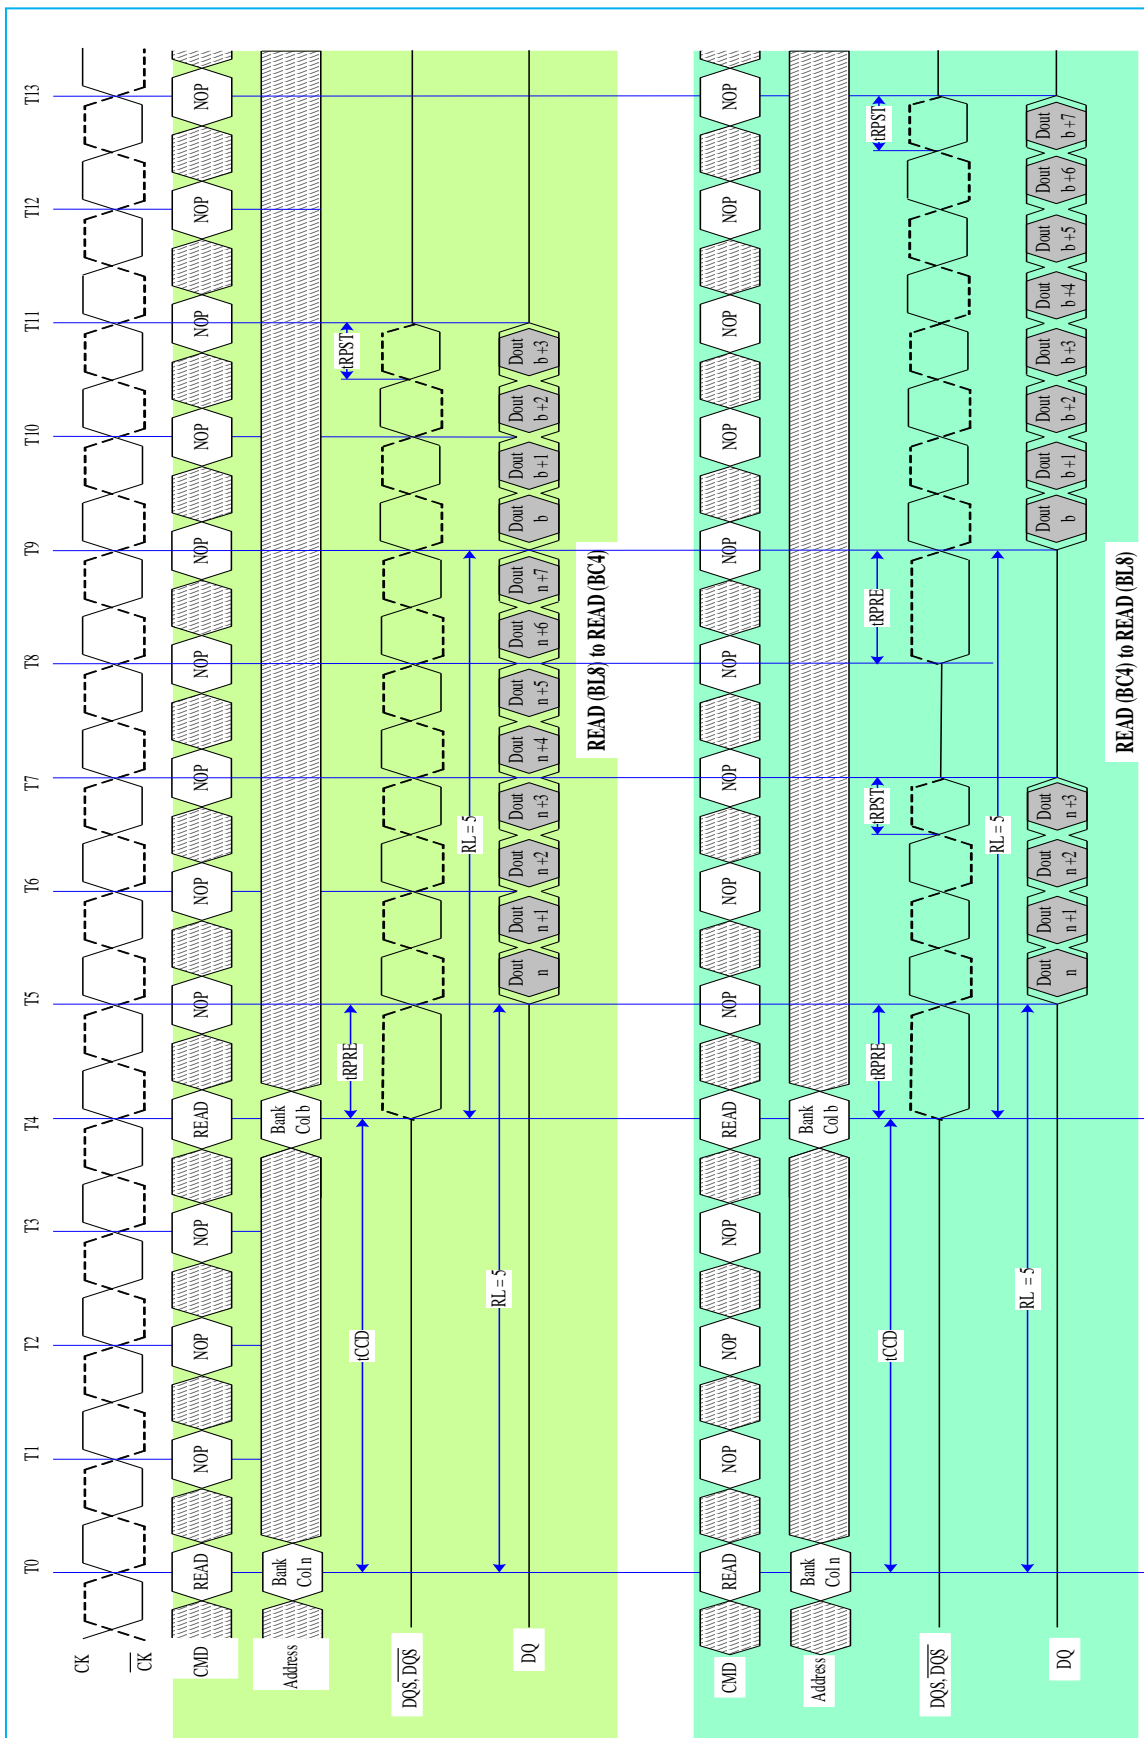 T0 T1 T2 T3 T4 T5 T6 T7 T8 T9 T10 T11 T12 T13
CK
CK
CMD READ NOP NOP NOP READ NOP NOP NOP NOP NOP NOP NOP NOP NOP
Address Bank Col n Bank Col b
tRPST
tRPRE
tCCD
DQS, DQS
RL = 5
RL = 5
DQ Dout n Dout n+1 Dout n+2 Dout n+3 Dout n+4 Dout n+5 Dout n+6 Dout n+7 Dout b Dout b+1 Dout b+2 Dout b+3
READ (BL8) to READ (BC4)
CMD READ NOP NOP NOP READ NOP NOP NOP NOP NOP NOP NOP NOP NOP
Address Bank Col n Bank Col b
tRPRE tRPST tRPRE tRPST
tCCD
DQS, DQS
RL = 5
RL = 5
DQ Dout n Dout n+1 Dout n+2 Dout n+3 Dout b Dout b+1 Dout b+2 Dout b+3 Dout b+4 Dout b+5 Dout b+6 Dout b+7
READ (BC4) to READ (BL8)